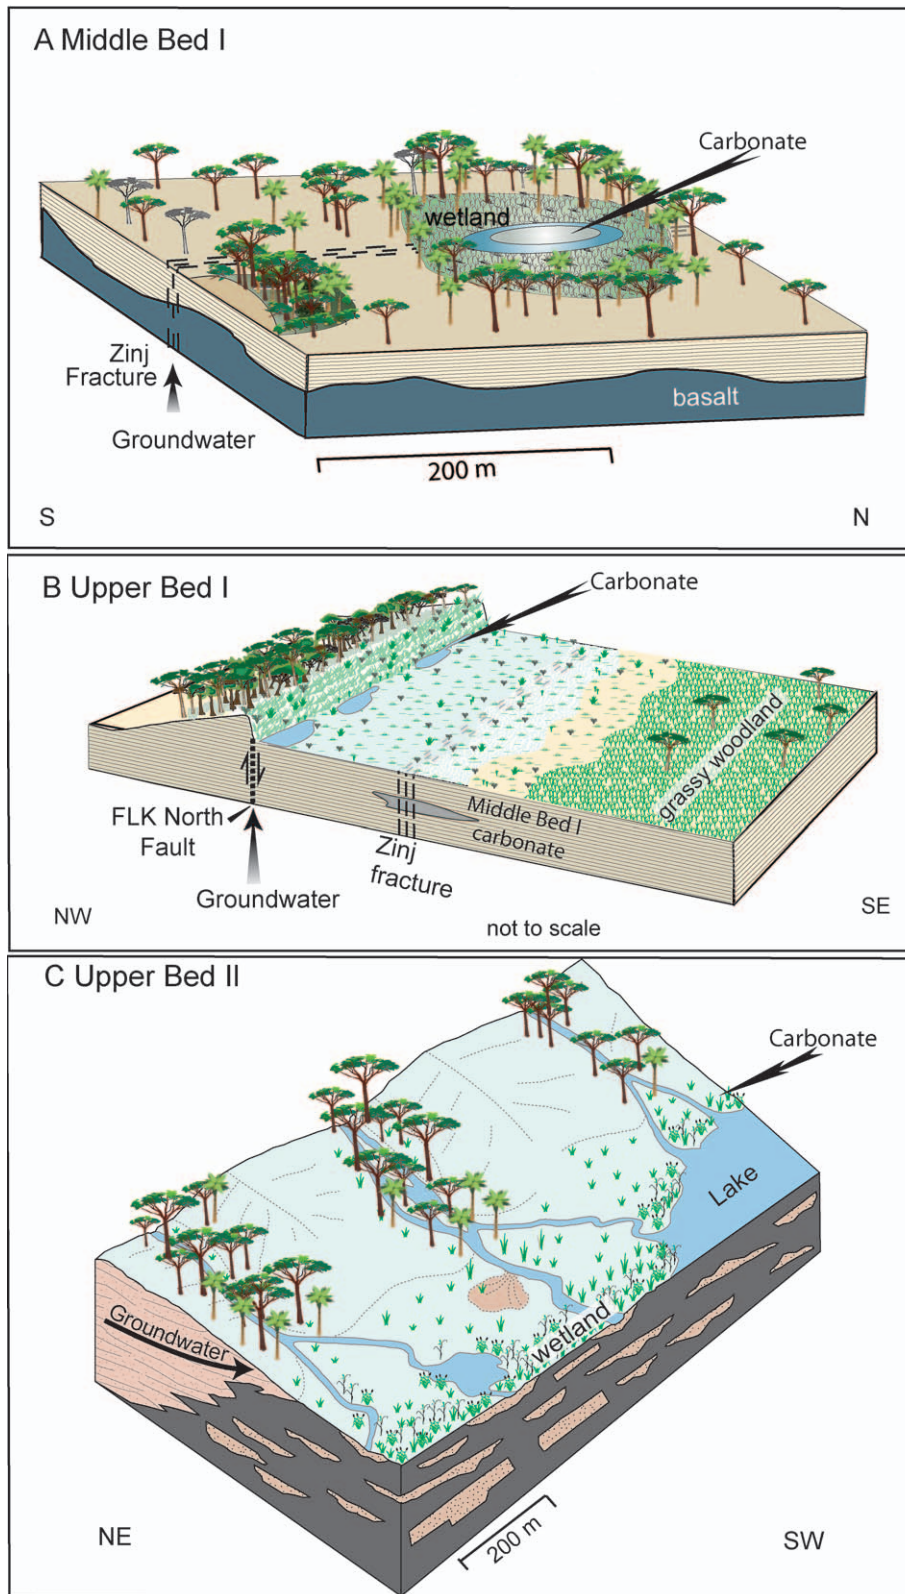 A Middle Bed I
Carbonate
wetland
Zinj
Fracture
Groundwater
basalt
200 m
S
N
B Upper Bed I
Carbonate
grassy woodland
Middle Bed I
carbonate
FLK North
Fault
Zinj
fracture
Groundwater
NW
SE
not to scale
C Upper Bed II
Carbonate
Lake
wetland
Groundwater
200 m
NE
SW